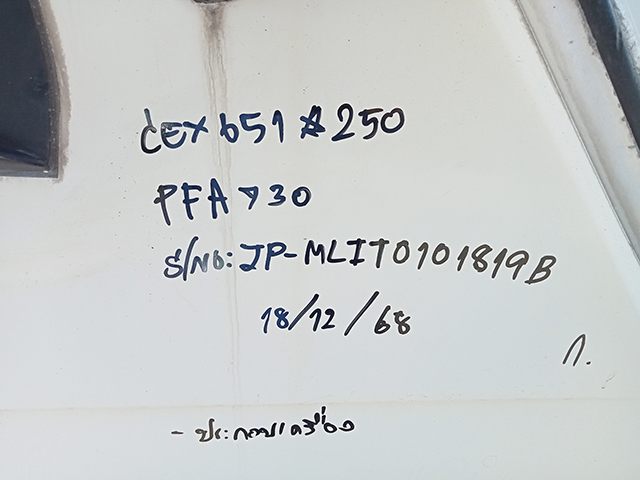 CEX 651 & 250
PFA 730
S/NO: JP-MLIT0101819B
18/12/68
ก.
- ประกอบเครื่อง